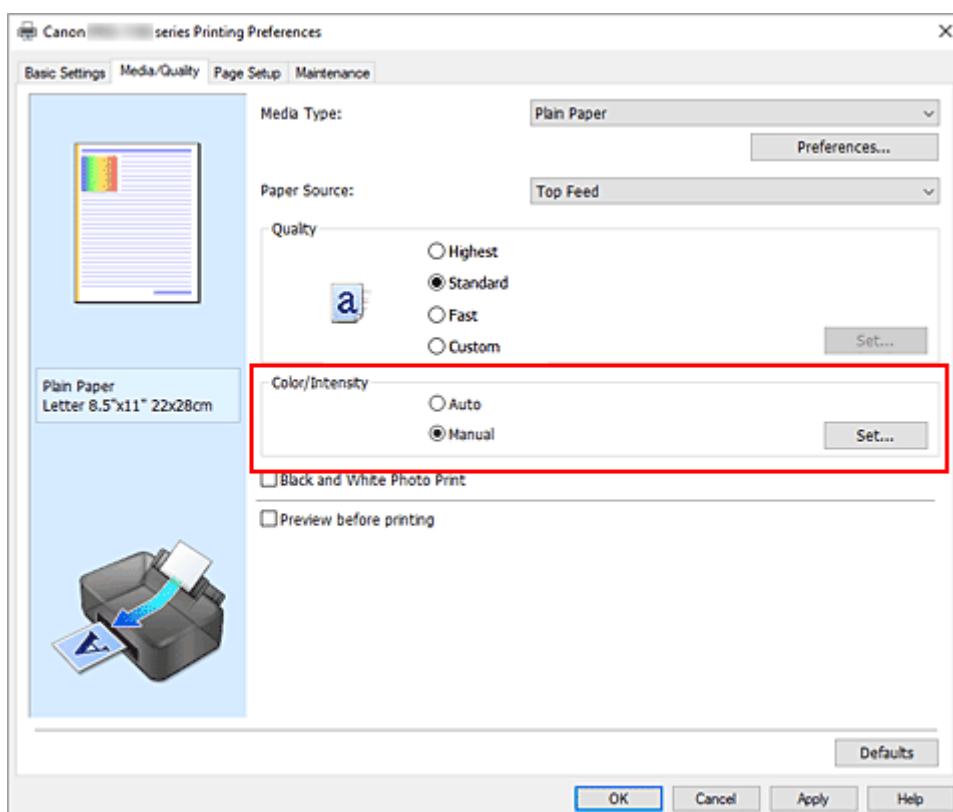 Canon series Printing Preferences
Basic Settings Media/Quality Page Setup Maintenance
Media Type: Plain Paper
Preferences...
Paper Source: Top Feed
Quality
Highest
Standard
a
Fast
Custom
Set...
Color/Intensity
Auto
Manual
Set...
Plain Paper
Letter 8.5"x11" 22x28cm
Black and White Photo Print
Preview before printing
A
Defaults
OK Cancel Apply Help